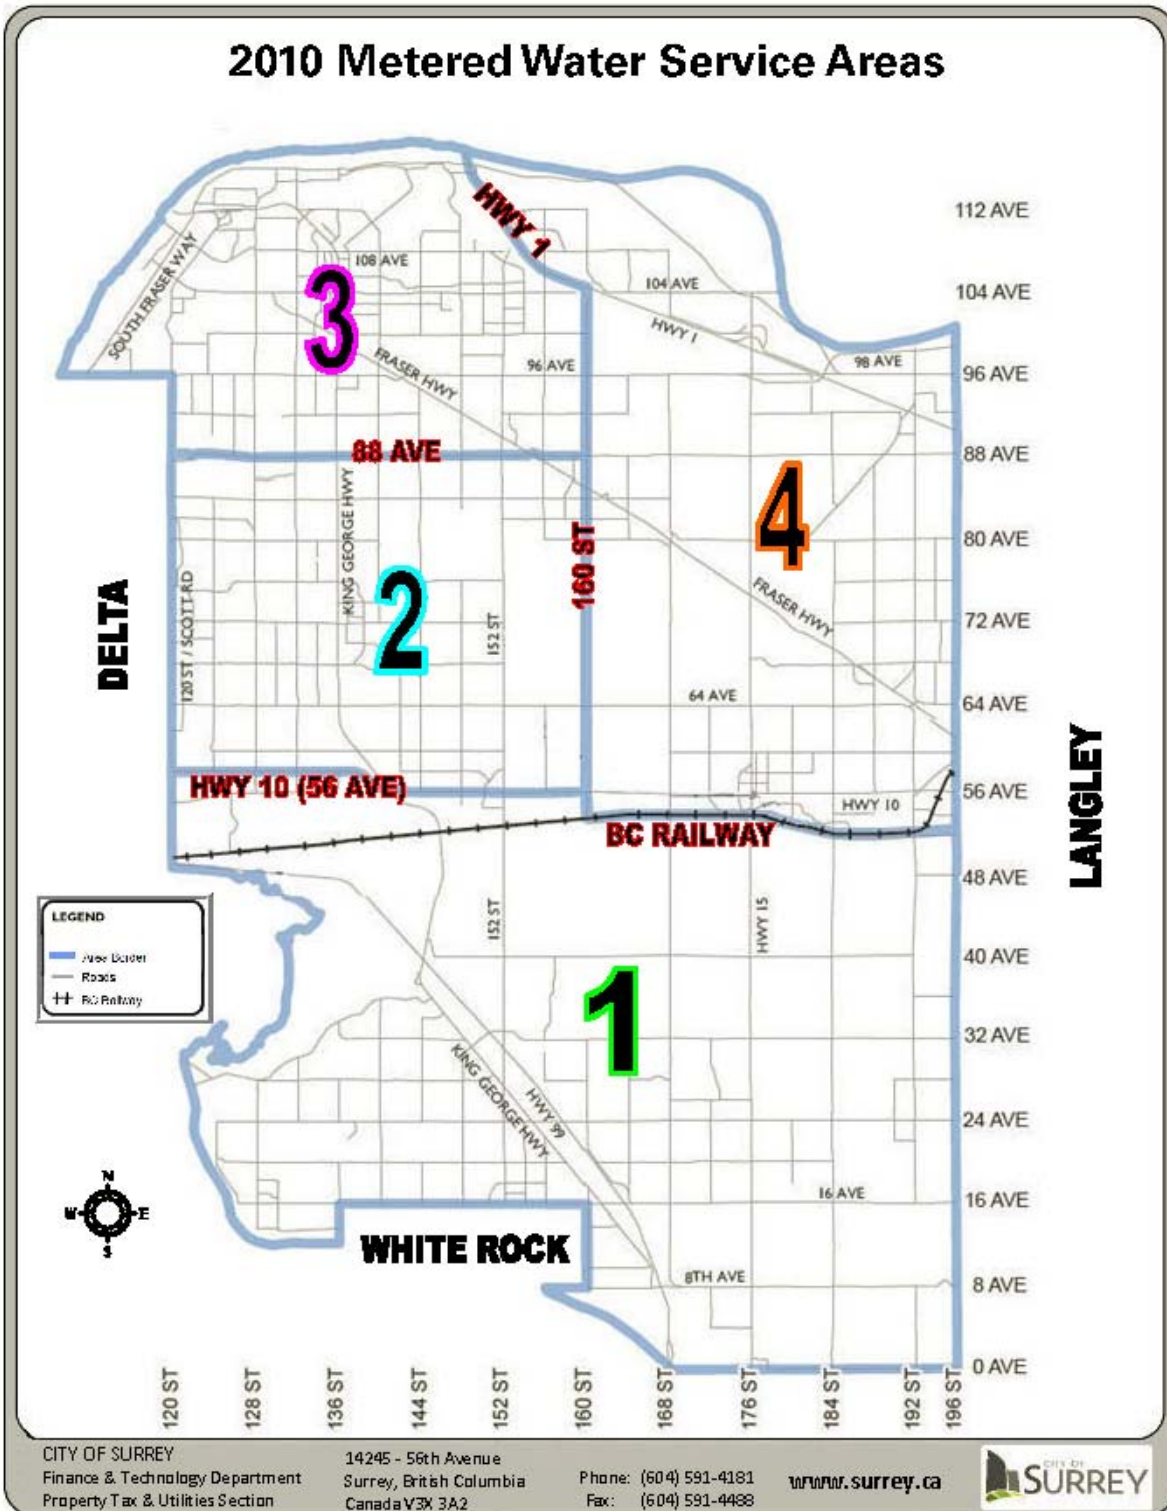 2010 Metered Water Service Areas
HWY 1
112 AVE
SOUTH FRASER WAY
108 AVE
3
104 AVE
104 AVE
HWY 1
FRASER HWY
96 AVE
98 AVE
96 AVE
88 AVE
88 AVE
4
KING GEORGE HWY
160 ST
80 AVE
DELTA
120 ST / SCOTT RD
2
152 ST
FRASER HWY
72 AVE
64 AVE
64 AVE
LANGLEY
HWY 10 (56 AVE)
56 AVE
HWY 10
BC RAILWAY
48 AVE
LEGEND
Area Border
Roads
BC Railway
152 ST
HWY 15
40 AVE
1
32 AVE
KING GEORGE HWY
HWY 99
24 AVE
N
W E
S
16 AVE
16 AVE
WHITE ROCK
8TH AVE
8 AVE
0 AVE
120 ST
128 ST
136 ST
144 ST
152 ST
160 ST
168 ST
176 ST
184 ST
192 ST
196 ST
CITY OF SURREY
Finance & Technology Department
Property Tax & Utilities Section
14245 - 56th Avenue
Surrey, British Columbia
Canada V3X 3A2
Phone: (604) 591-4181
Fax: (604) 591-4488
www.surrey.ca
CITY OF
SURREY